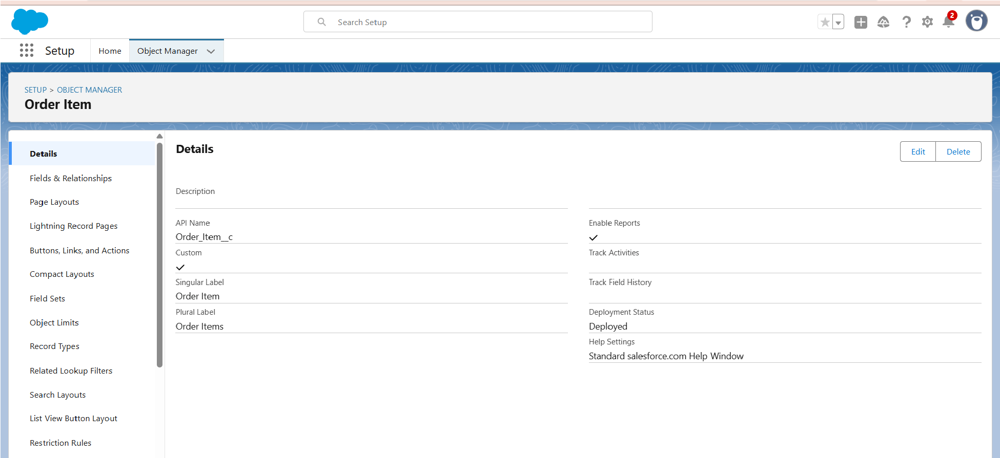 Search Setup
2
Setup
Home
Object Manager
SETUP > OBJECT MANAGER
Order Item
Details
Fields & Relationships
Page Layouts
Lightning Record Pages
Buttons, Links, and Actions
Compact Layouts
Field Sets
Object Limits
Record Types
Related Lookup Filters
Search Layouts
List View Button Layout
Restriction Rules
Details
Edit
Delete
Description
API Name
Order_Item__c
Custom
Singular Label
Order Item
Plural Label
Order Items
Enable Reports
Track Activities
Track Field History
Deployment Status
Deployed
Help Settings
Standard salesforce.com Help Window